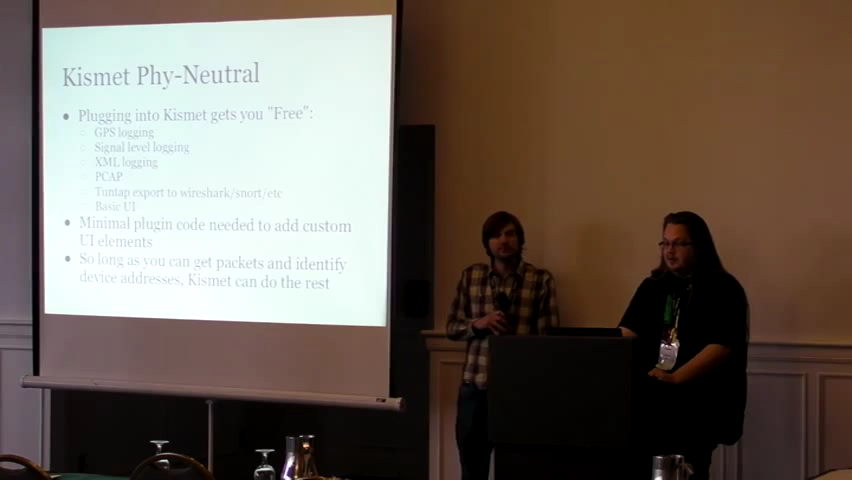 Kismet Phy-Neutral
● Plugging into Kismet gets you "Free":
○ GPS logging
○ Signal level logging
○ XML logging
○ PCAP
○ Tuntap export to wireshark/snort/etc
Basic UI
● Minimal plugin code needed to add custom
UI elements
● So long as you can get packets and identify
device addresses, Kismet can do the rest